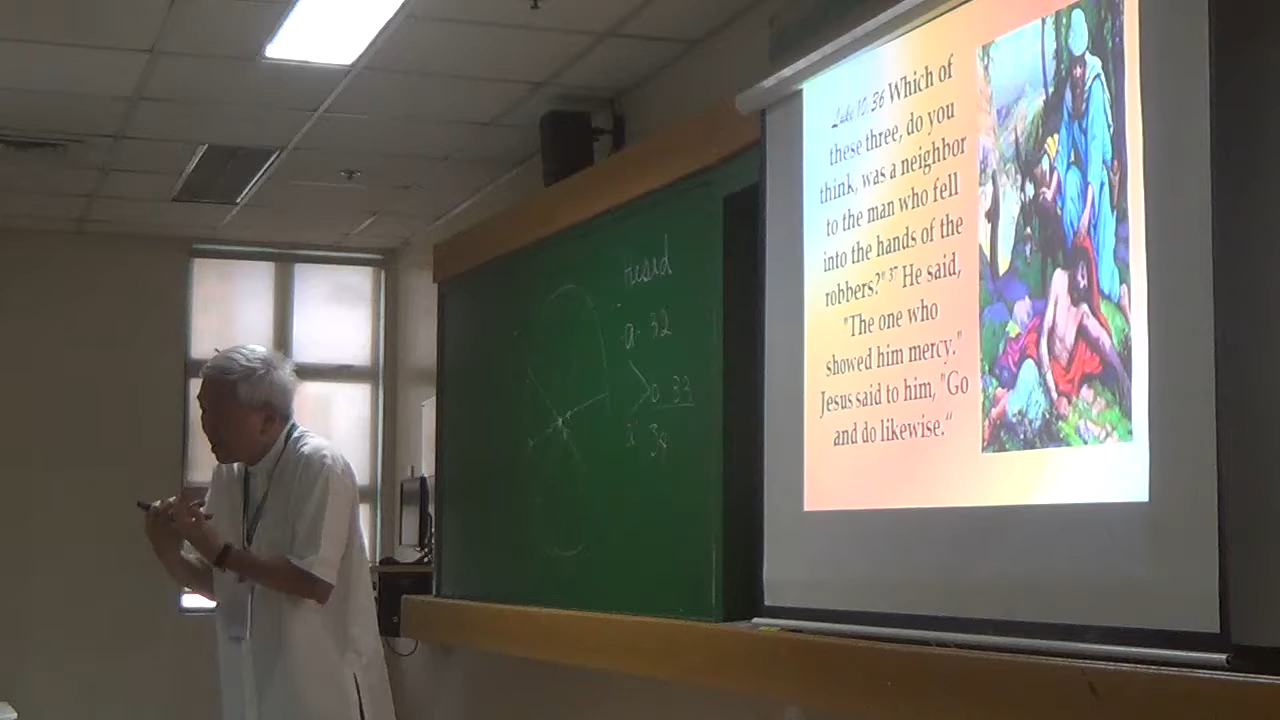 hesed
a. 32
b 33
a' 34
Luke 10:36 Which of
these three, do you
think, was a neighbor
to the man who fell
into the hands of the
robbers?" 37 He said,
"The one who
showed him mercy."
Jesus said to him, "Go
and do likewise.“